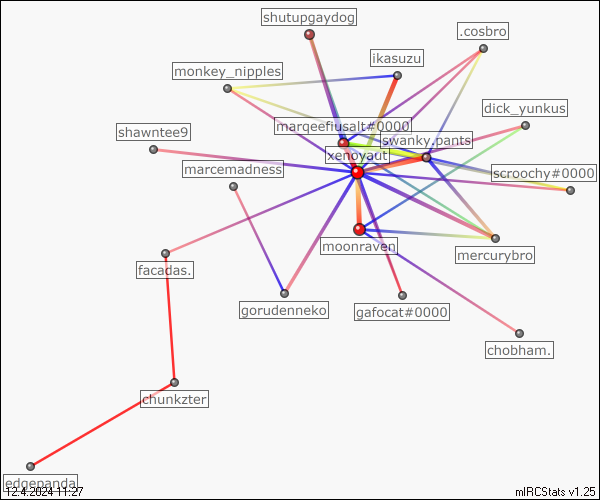 shutupgaydog
.cosbro
ikasuzu
monkey_nipples
dick_yunkus
marqeefiusalt#0000
shawntee9
swanky.pants
xenoyaut
marcemadness
scroochy#0000
moonraven
mercurybro
facadas.
gorudenneko
gafocat#0000
chobham.
chunkzter
edgepanda
12.4.2024 11:27
mIRCStats v1.25